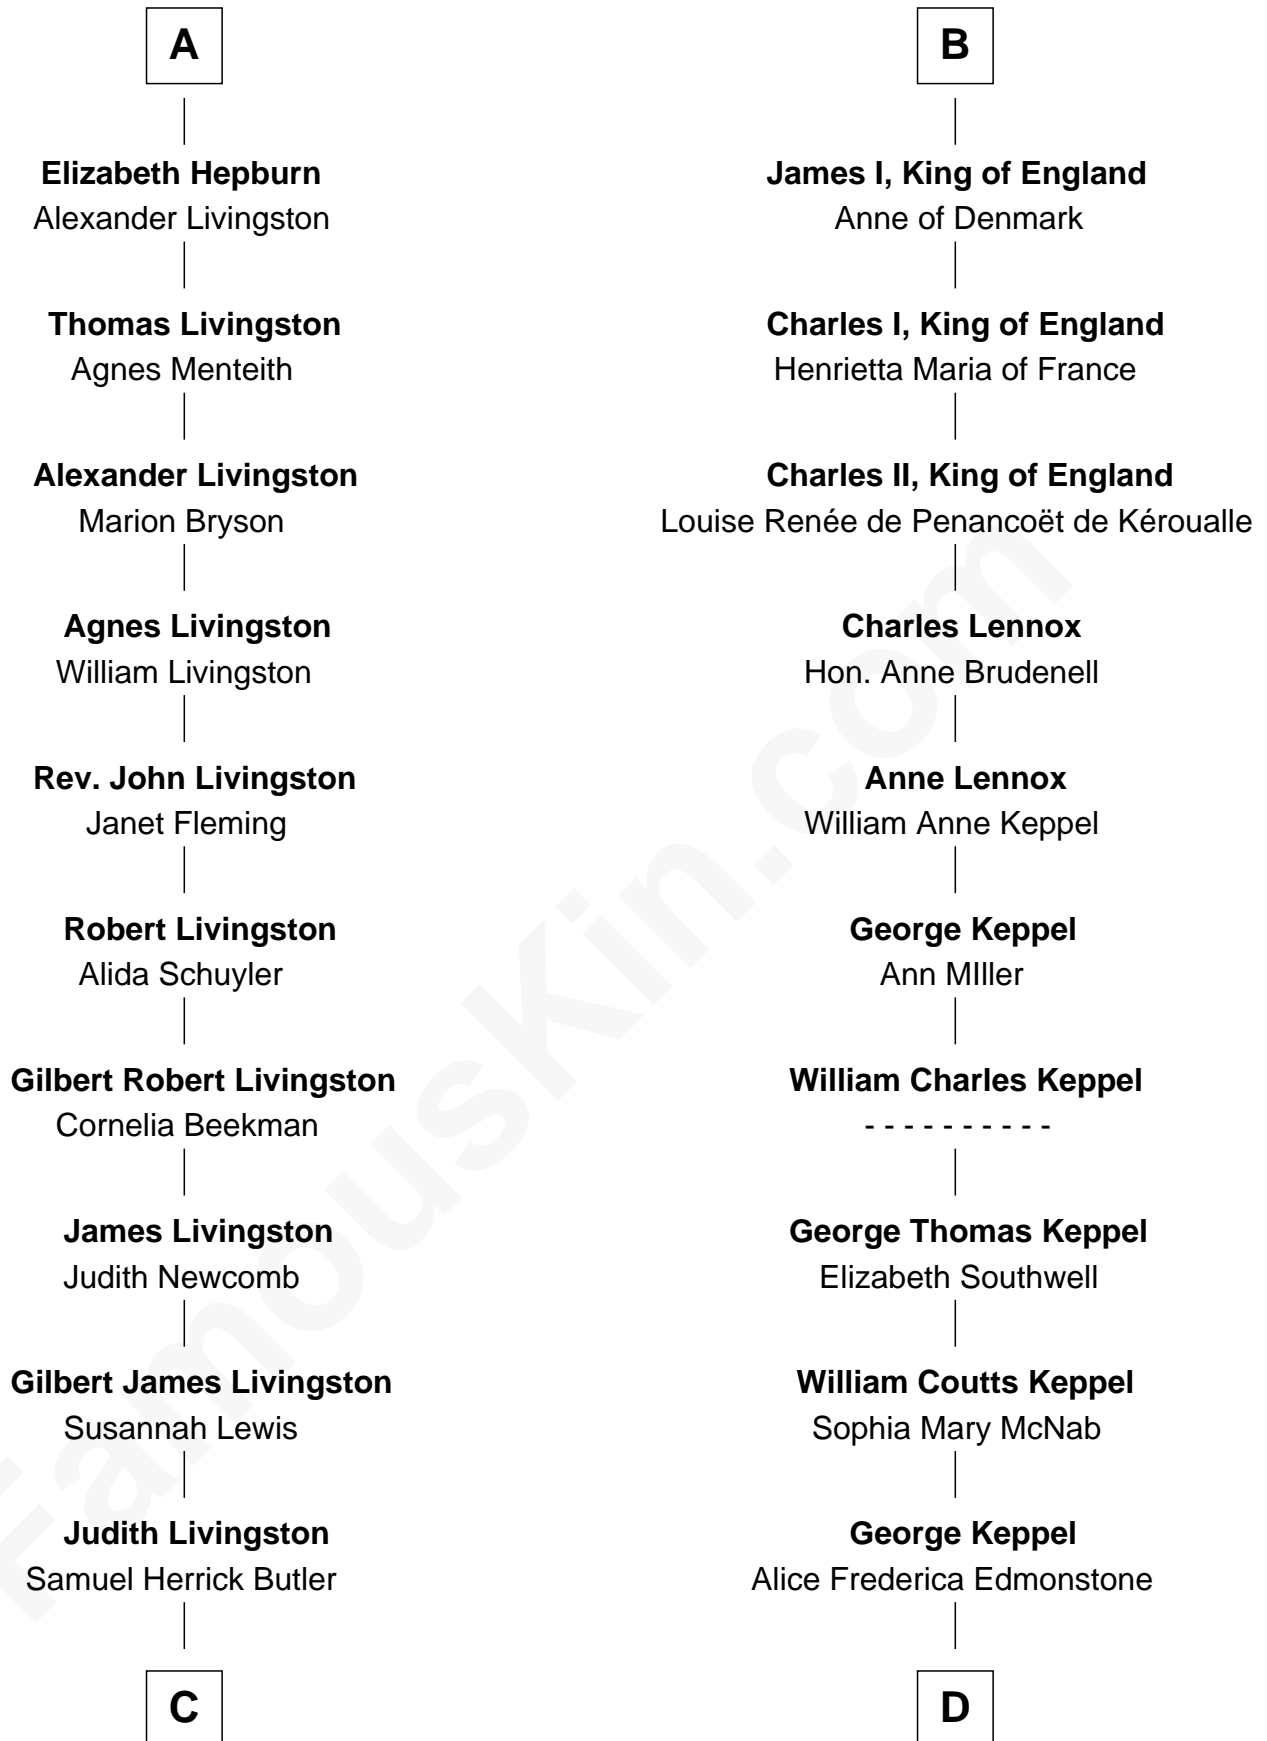 A
Elizabeth Hepburn
Alexander Livingston
Thomas Livingston
Agnes Menteith
Alexander Livingston
Marion Bryson
Agnes Livingston
William Livingston
Rev. John Livingston
Janet Fleming
Robert Livingston
Alida Schuyler
Gilbert Robert Livingston
Cornelia Beekman
James Livingston
Judith Newcomb
Gilbert James Livingston
Susannah Lewis
Judith Livingston
Samuel Herrick Butler
C
B
James I, King of England
Anne of Denmark
Charles I, King of England
Henrietta Maria of France
Charles II, King of England
Louise Renée de Penancoët de Kéroualle
Charles Lennox
Hon. Anne Brudenell
Anne Lennox
William Anne Keppel
George Keppel
Ann MIller
William Charles Keppel
- - - - - - - - - -
George Thomas Keppel
Elizabeth Southwell
William Coutts Keppel
Sophia Mary McNab
George Keppel
Alice Frederica Edmonstone
D
FamousKin.com